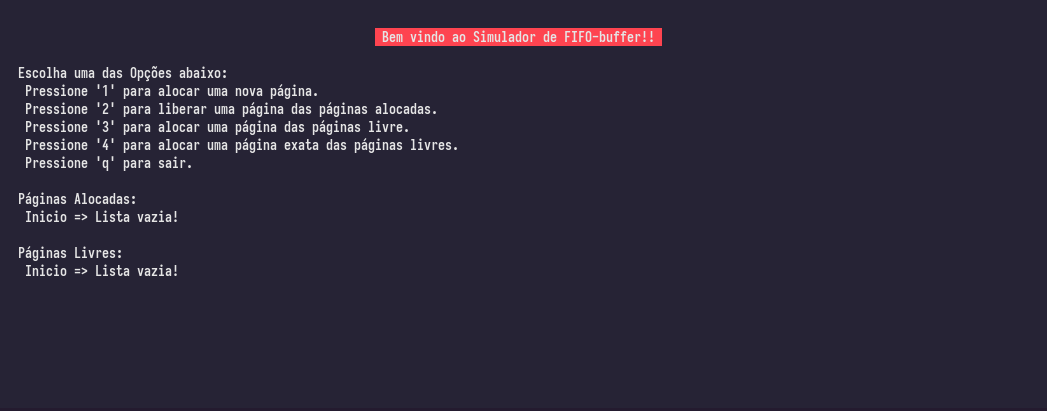 Bem vindo ao Simulador de FIFO-buffer!!
Escolha uma das Opções abaixo:
Pressione '1' para alocar uma nova página.
Pressione '2' para liberar uma página das páginas alocadas.
Pressione '3' para alocar uma página das páginas livre.
Pressione '4' para alocar uma página exata das páginas livres.
Pressione 'q' para sair.
Páginas Alocadas:
Inicio => Lista vazia!
Páginas Livres:
Inicio => Lista vazia!